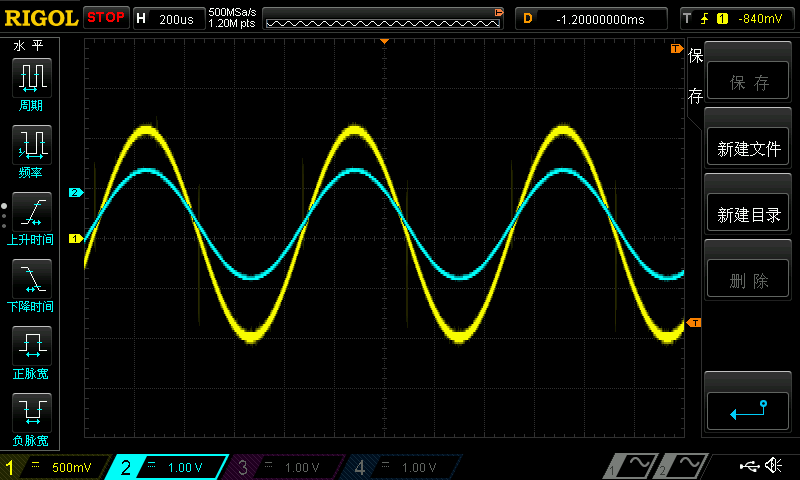 RIGOL STOP H 200us 500MSa/s 1.20M pts D -1.20000000ms T 1 -840mV
水 平
周期
频率
上升时间
下降时间
正脉宽
负脉宽
T
2
1
T
保存
保 存
新建文件
新建目录
删 除
1 500mV 2 1.00 V 3 1.00 V 4 1.00 V 1 2